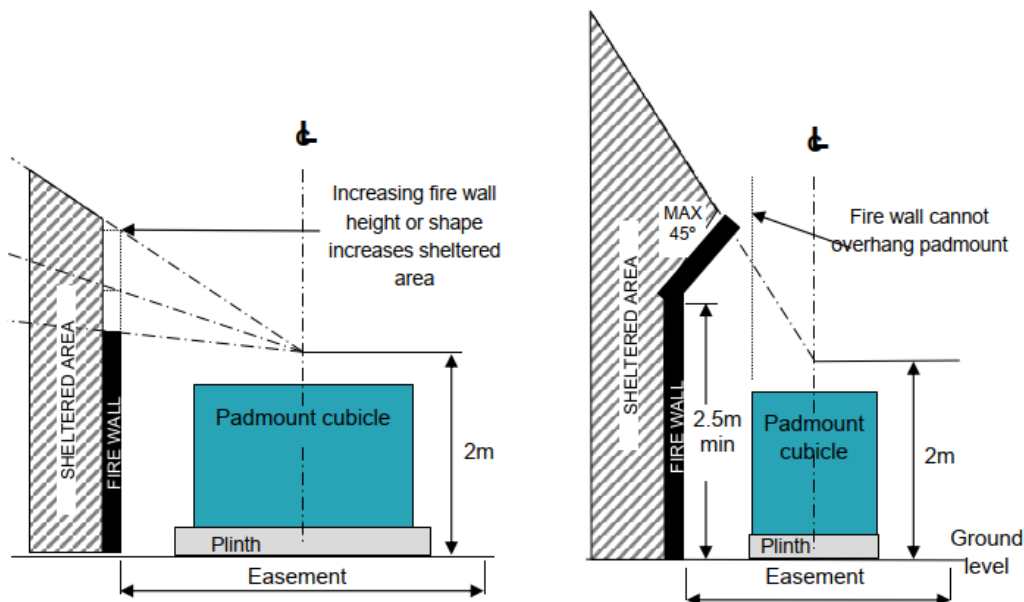 ℄
Increasing fire wall
height or shape
increases sheltered
area
SHELTERED AREA
FIRE WALL
Padmount cubicle
2m
Plinth
Easement
℄
MAX
45º
Fire wall cannot
overhang padmount
SHELTERED AREA
FIRE WALL
2.5m
min
Padmount
cubicle
2m
Plinth
Ground
level
Easement